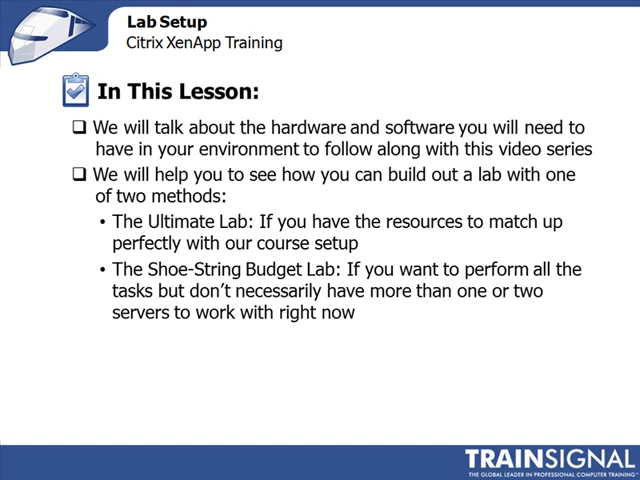 Lab Setup
Citrix XenApp Training
In This Lesson:
❑ We will talk about the hardware and software you will need to
have in your environment to follow along with this video series
❑ We will help you to see how you can build out a lab with one
of two methods:
• The Ultimate Lab: If you have the resources to match up
perfectly with our course setup
• The Shoe-String Budget Lab: If you want to perform all the
tasks but don’t necessarily have more than one or two
servers to work with right now
TRAINSIGNAL
THE GLOBAL LEADER IN PROFESSIONAL COMPUTER TRAINING